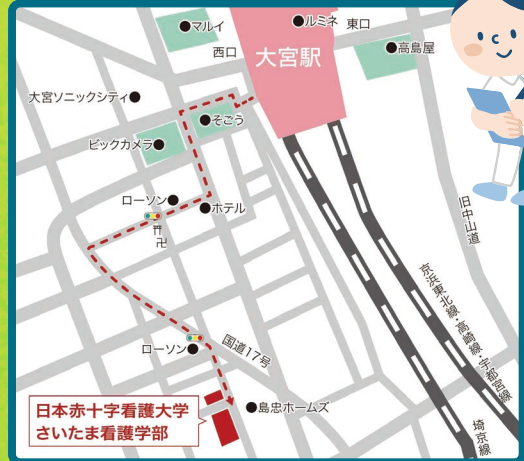 マルイ
ルミネ
東口
西口
大宮駅
高島屋
大宮ソニックシティ
そごう
ビックカメラ
ローソン
ホテル
旧中山道
京浜東北線・高崎線・宇都宮線
国道17号
ローソン
島忠ホームズ
日本赤十字看護大学
さいたま看護学部
埼京線